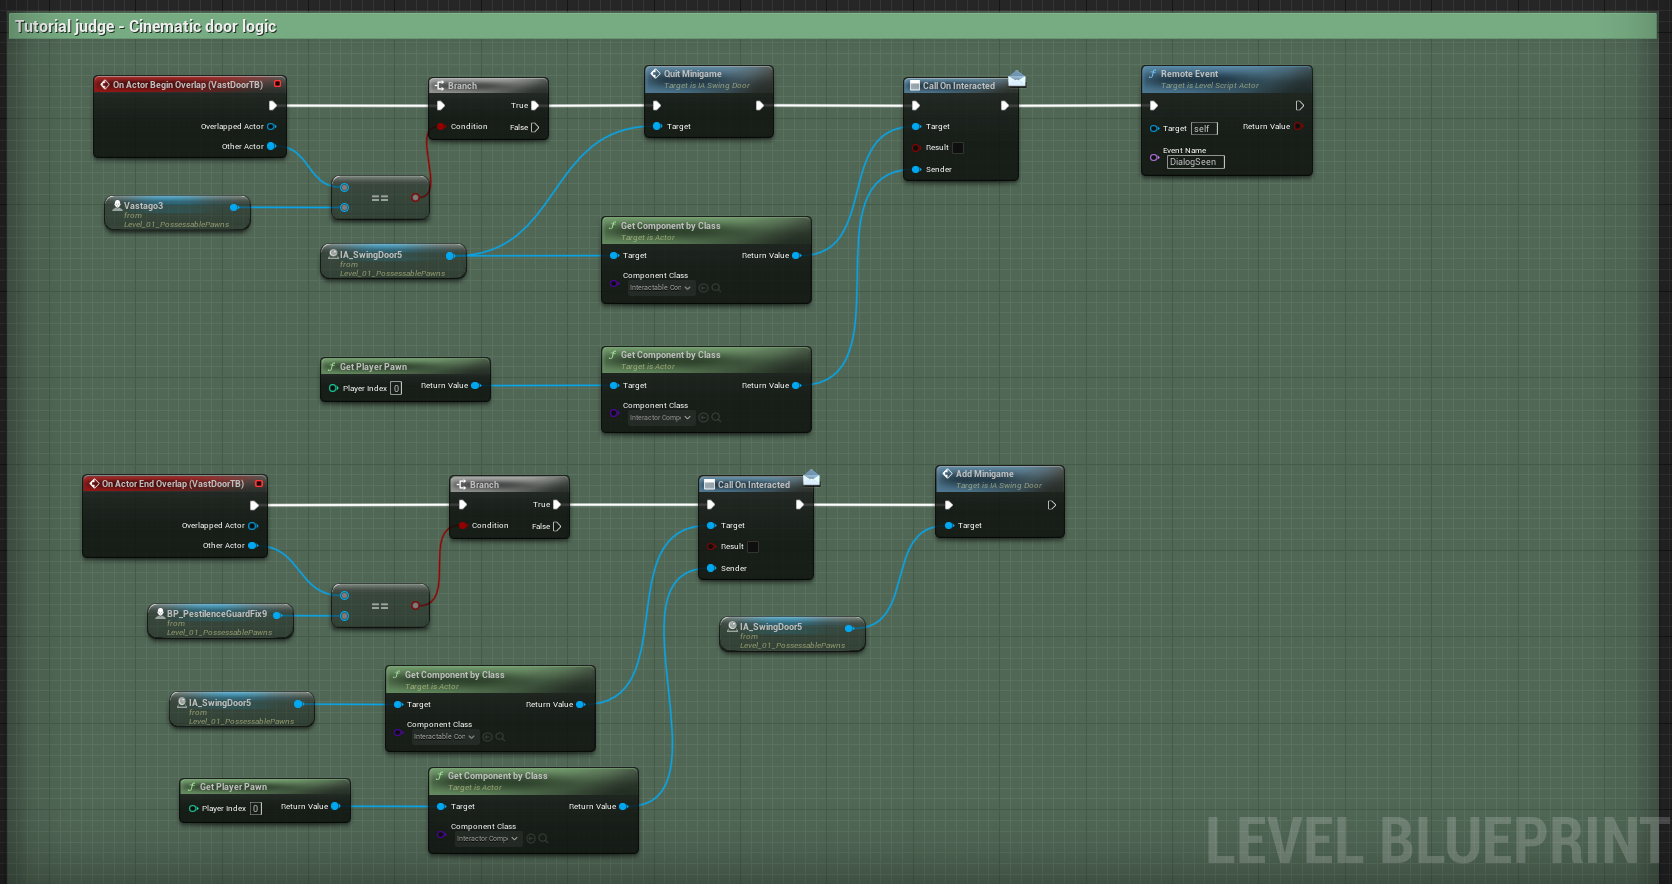 Tutorial judge - Cinematic door logic
On Actor Begin Overlap (VastDoorTB)
Overlapped Actor
Other Actor
Branch
True
Condition
False
Quit Minigame
Target is IA Swing Door
Target
Call On Interacted
Target
Result
Sender
Remote Event
Target is Level Script Actor
Target self
Return Value
Event Name
DialogSeen
Vastago3
from
Level_01_PossessablePawns
==
IA_SwingDoor5
from
Level_01_PossessablePawns
Get Component by Class
Target is Actor
Target
Return Value
Component Class
Interactable Con
Get Player Pawn
Player Index 0
Return Value
Get Component by Class
Target is Actor
Target
Return Value
Component Class
Interactor Comp
On Actor End Overlap (VastDoorTB)
Overlapped Actor
Other Actor
Branch
True
Condition
False
Call On Interacted
Target
Result
Sender
Add Minigame
Target is IA Swing Door
Target
BP_PestilenceGuardFix9
from
Level_01_PossessablePawns
==
IA_SwingDoor5
from
Level_01_PossessablePawns
IA_SwingDoor5
from
Level_01_PossessablePawns
Get Component by Class
Target is Actor
Target
Return Value
Component Class
Interactable Con
Get Player Pawn
Player Index 0
Return Value
Get Component by Class
Target is Actor
Target
Return Value
Component Class
Interactor Comp
LEVEL BLUEPRINT